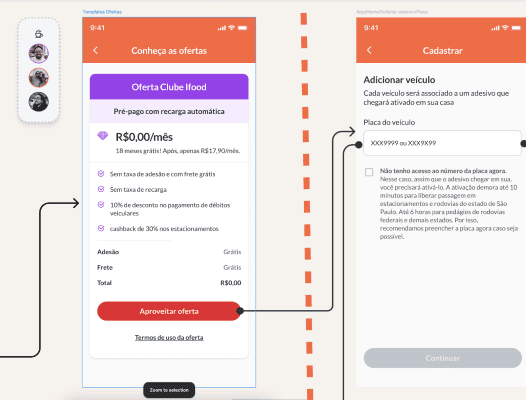 Templates Ofertas
9:41
Conheça as ofertas
Oferta Clube Ifood
Pré-pago com recarga automática
R$0,00/mês
18 meses grátis! Após, apenas R$17,90/mês.
Sem taxa de adesão e com frete grátis
Sem taxa de recarga
10% de desconto no pagamento de débitos
veiculares
cashback de 30% nos estacionamentos
Adesão Grátis
Frete Grátis
Total R$0,00
Aproveitar oferta
Termos de uso da oferta
Zoom to selection
9:41
Cadastrar
Adicionar veículo
Cada veículo será associado a um adesivo que
chegará ativado em sua casa
Placa do veículo
XXX9999 ou XXX9X99
Não tenho acesso ao número da placa agora.
Nesse caso, assim que o adesivo chegar em sua,
você precisará ativá-lo. A ativação demora até 10
minutos para liberar passagem em
estacionamentos e rodovias do estado de São
Paulo. Até 6 horas para pedágios de rodovias
federais e demais estados. Por isso,
recomendamos preencher a placa agora caso seja
possível.
Continuar